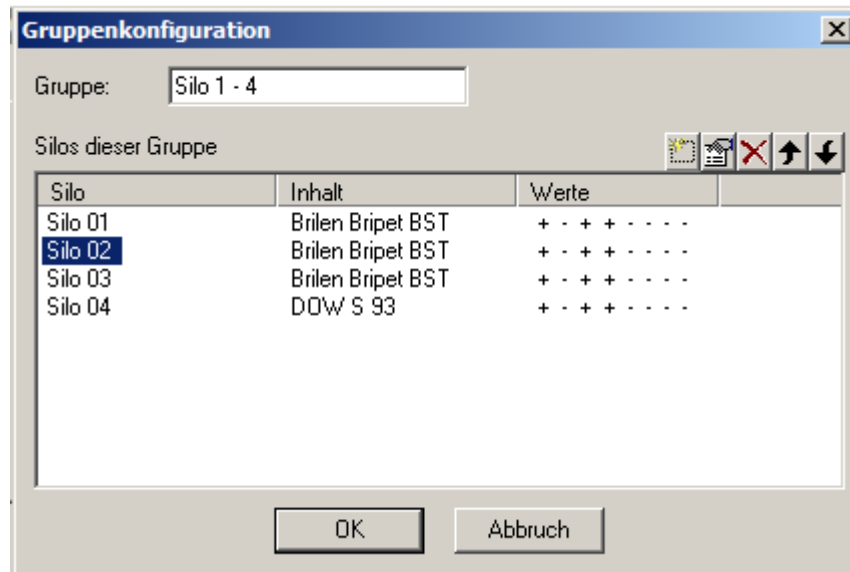 Gruppenkonfiguration
Gruppe: Silo 1 - 4
Silos dieser Gruppe
Silo Inhalt Werte
Silo 01 Brilen Bripet BST + - + + - - - -
Silo 02 Brilen Bripet BST + - + + - - - -
Silo 03 Brilen Bripet BST + - + + - - - -
Silo 04 DOW S 93 + - + + - - - -
OK Abbruch